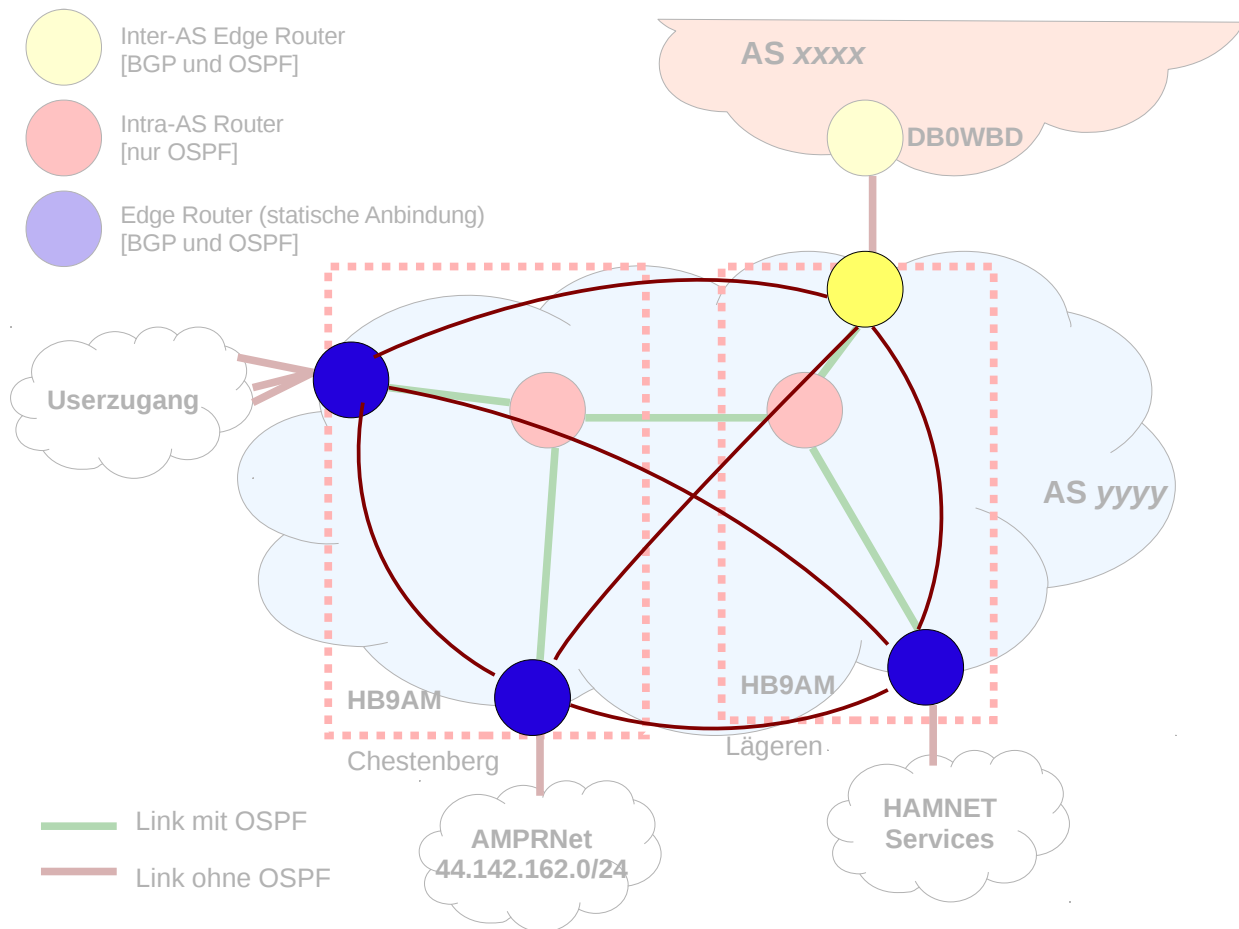 Inter-AS Edge Router
[BGP und OSPF]
AS xxxx
Intra-AS Router
[nur OSPF]
DB0WBD
Edge Router (statische Anbindung)
[BGP und OSPF]
Userzugang
AS yyyy
HB9AM
HB9AM
Chestenberg
Lägeren
Link mit OSPF
Link ohne OSPF
AMPRNet
44.142.162.0/24
HAMNET
Services